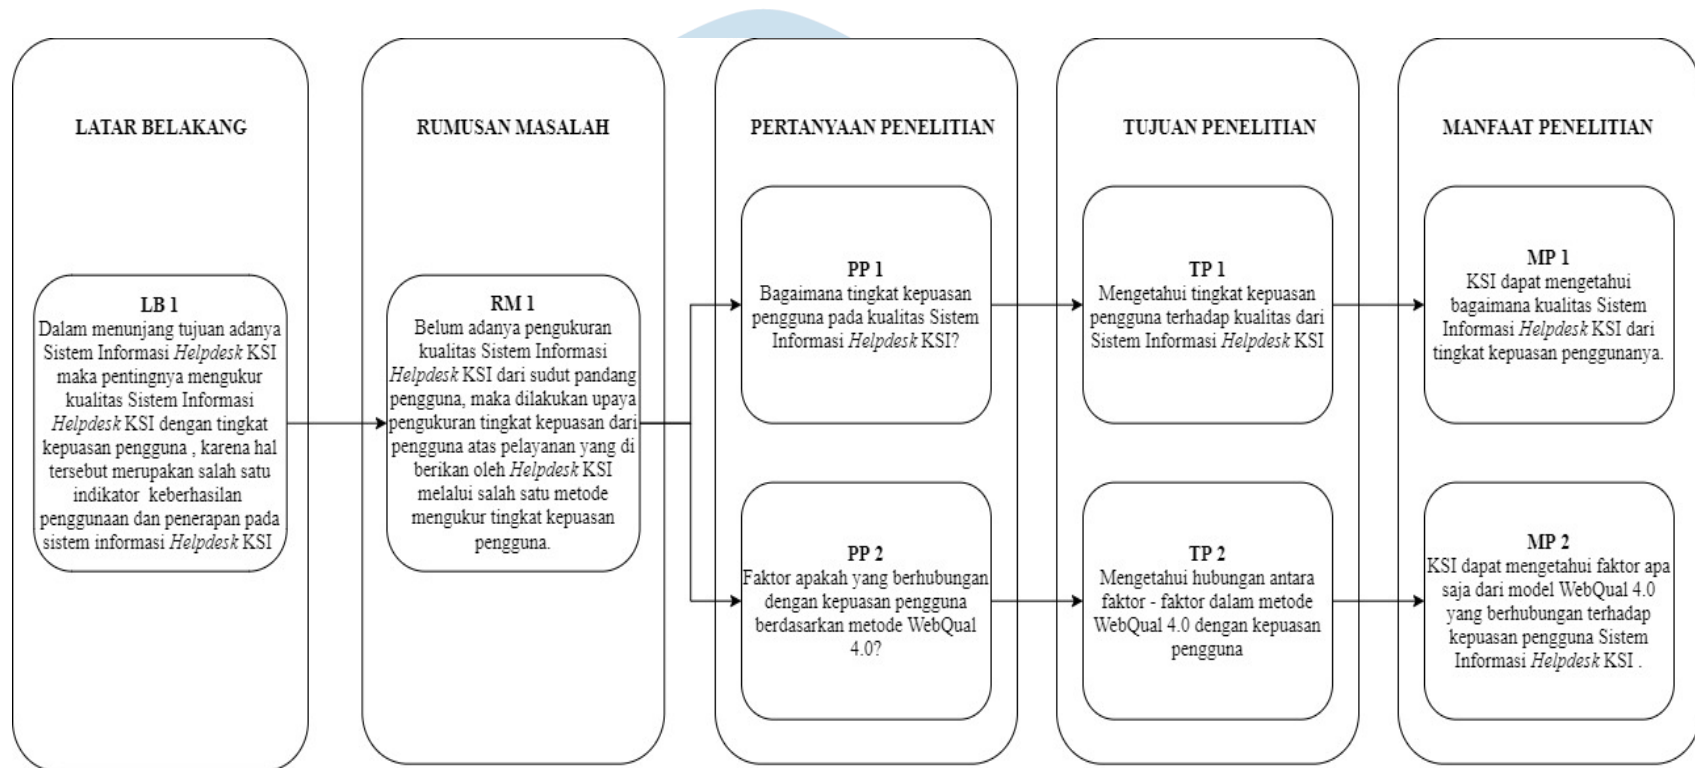 LATAR BELAKANG
LB 1
Dalam menunjang tujuan adanya
Sistem Informasi Helpdesk KSI
maka pentingnya mengukur
kualitas Sistem Informasi
Helpdesk KSI dengan tingkat
kepuasan pengguna , karena hal
tersebut merupakan salah satu
indikator keberhasilan
penggunaan dan penerapan pada
sistem informasi Helpdesk KSI
RUMUSAN MASALAH
RM 1
Belum adanya pengukuran
kualitas Sistem Informasi
Helpdesk KSI dari sudut pandang
pengguna, maka dilakukan upaya
pengukuran tingkat kepuasan dari
pengguna atas pelayanan yang di
berikan oleh Helpdesk KSI
melalui salah satu metode
mengukur tingkat kepuasan
pengguna.
PERTANYAAN PENELITIAN
PP 1
Bagaimana tingkat kepuasan
pengguna pada kualitas Sistem
Informasi Helpdesk KSI?
PP 2
Faktor apakah yang berhubungan
dengan kepuasan pengguna
berdasarkan metode WebQual
4.0?
TUJUAN PENELITIAN
TP 1
Mengetahui tingkat kepuasan
pengguna terhadap kualitas dari
Sistem Informasi Helpdesk KSI
TP 2
Mengetahui hubungan antara
faktor - faktor dalam metode
WebQual 4.0 dengan kepuasan
pengguna
MANFAAT PENELITIAN
MP 1
KSI dapat mengetahui
bagaimana kualitas Sistem
Informasi Helpdesk KSI dari
tingkat kepuasan penggunanya.
MP 2
KSI dapat mengetahui faktor apa
saja dari model WebQual 4.0
yang berhubungan terhadap
kepuasan pengguna Sistem
Informasi Helpdesk KSI .